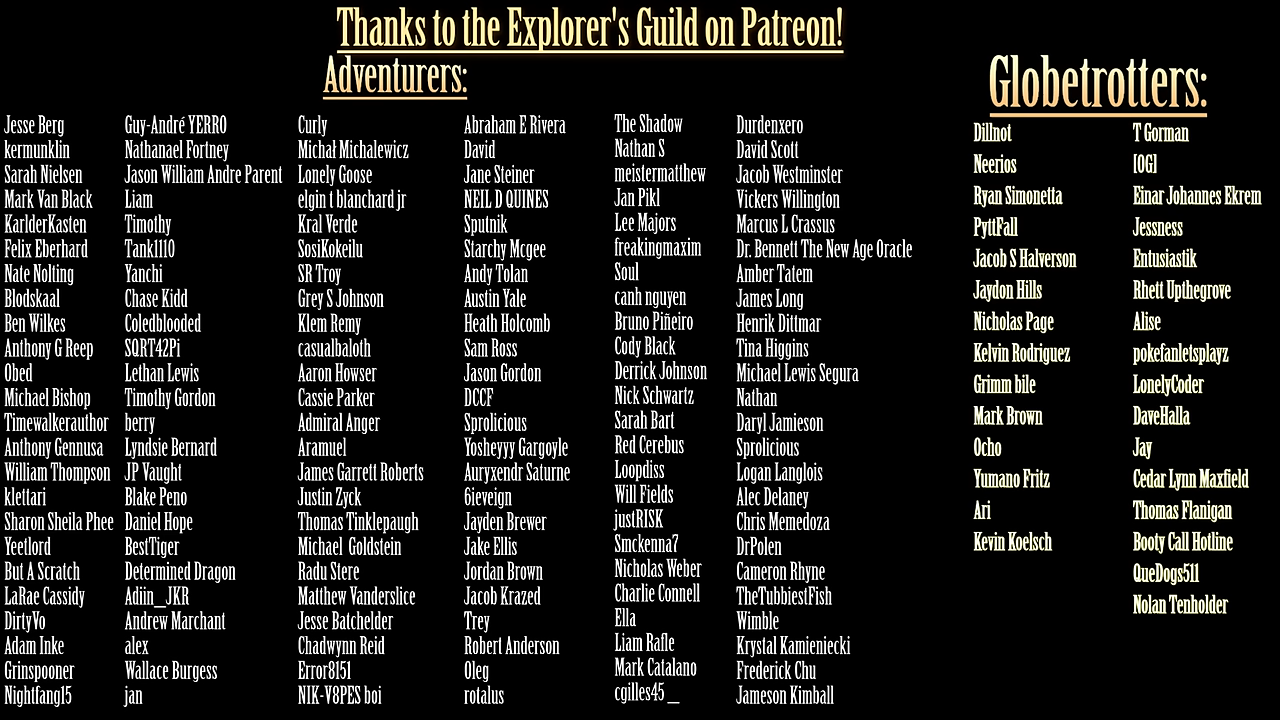 Thanks to the Explorer's Guild on Patreon!
Adventurers:
Jesse Berg
kermunklin
Sarah Nielsen
Mark Van Black
KarlderKasten
Felix Eberhard
Nate Nolting
Blodskaal
Ben Wilkes
Anthony G Reep
Obed
Michael Bishop
Timewalkerauthor
Anthony Gennusa
William Thompson
klettari
Sharon Sheila Phee
Yeetlord
But A Scratch
LaRae Cassidy
DirtyVo
Adam Inke
Grinspooner
Nightfang15
Guy-André YERRO
Nathanael Fortney
Jason William Andre Parent
Liam
Timothy
Tank1110
Yanchi
Chase Kidd
Coledblooded
SQRT42Pi
Lethan Lewis
Timothy Gordon
berry
Lyndsie Bernard
JP Vaught
Blake Peno
Daniel Hope
BestTiger
Determined Dragon
Adiin_JKR
Andrew Marchant
alex
Wallace Burgess
jan
Curly
Michał Michalewicz
Lonely Goose
elgin t blanchard jr
Kral Verde
SosiKokeilu
SR Troy
Grey S Johnson
Klem Remy
casualbaloth
Aaron Howser
Cassie Parker
Admiral Anger
Aramuel
James Garrett Roberts
Justin Zyck
Thomas Tinklepaugh
Michael Goldstein
Radu Stere
Matthew Vanderslice
Jesse Batchelder
Chadwynn Reid
Error8151
NIK-V8PES boi
Abraham E Rivera
David
Jane Steiner
NEIL D QUINES
Sputnik
Starchy Mcgee
Andy Tolan
Austin Yale
Heath Holcomb
Sam Ross
Jason Gordon
DCCF
Sprolicious
Yosheyyy Gargoyle
Auryxendr Saturne
6ieveign
Jayden Brewer
Jake Ellis
Jordan Brown
Jacob Krazed
Trey
Robert Anderson
Oleg
rotalus
The Shadow
Nathan S
meistermatthew
Jan Pikl
Lee Majors
freakingmaxim
Soul
canh nguyen
Bruno Piñeiro
Cody Black
Derrick Johnson
Nick Schwartz
Sarah Bart
Red Cerebus
Loopdiss
Will Fields
justRISK
Smckenna7
Nicholas Weber
Charlie Connell
Ella
Liam Rafle
Mark Catalano
cgilles45_
Durdenxero
David Scott
Jacob Westminster
Vickers Willington
Marcus L Crassus
Dr. Bennett The New Age Oracle
Amber Tatem
James Long
Henrik Dittmar
Tina Higgins
Michael Lewis Segura
Nathan
Daryl Jamieson
Sprolicious
Logan Langlois
Alec Delaney
Chris Memedoza
DrPolen
Cameron Rhyne
TheTubbiestFish
Wimble
Krystal Kamieniecki
Frederick Chu
Jameson Kimball
Globetrotters:
Dillnot
Neerios
Ryan Simonetta
PyttFall
Jacob S Halverson
Jaydon Hills
Nicholas Page
Kelvin Rodriguez
Grimm bile
Mark Brown
Ocho
Yumano Fritz
Ari
Kevin Koelsch
T Gorman
[OG]
Einar Johannes Ekrem
Jessness
Entusiastik
Rhett Upthegrove
Alise
pokefanletsplayz
LonelyCoder
DaveHalla
Jay
Cedar Lynn Maxfield
Thomas Flanigan
Booty Call Hotline
QueDogs511
Nolan Tenholder